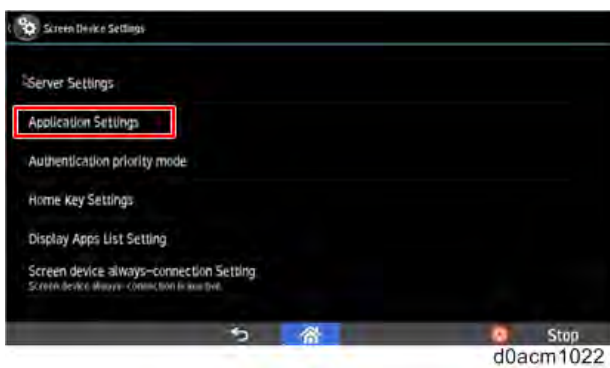 Screen Device Settings
Server Settings
Application Settings
Authentication priority mode
Home Key Settings
Display Apps List Setting
Screen device always-connection Setting
Screen device always-connection is inactive.
Stop
d0acm1022